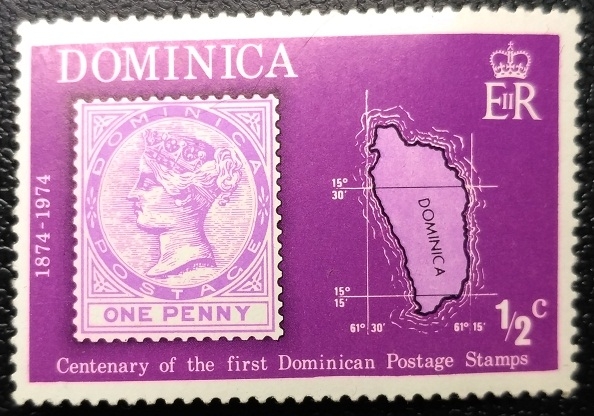 DOMINICA
EIIR
1874-1974
DOMINICA
POSTAGE
ONE PENNY
15°
30'
DOMINICA
15°
15'
61° 30'
61° 15'
1/2c
Centenary of the first Dominican Postage Stamps